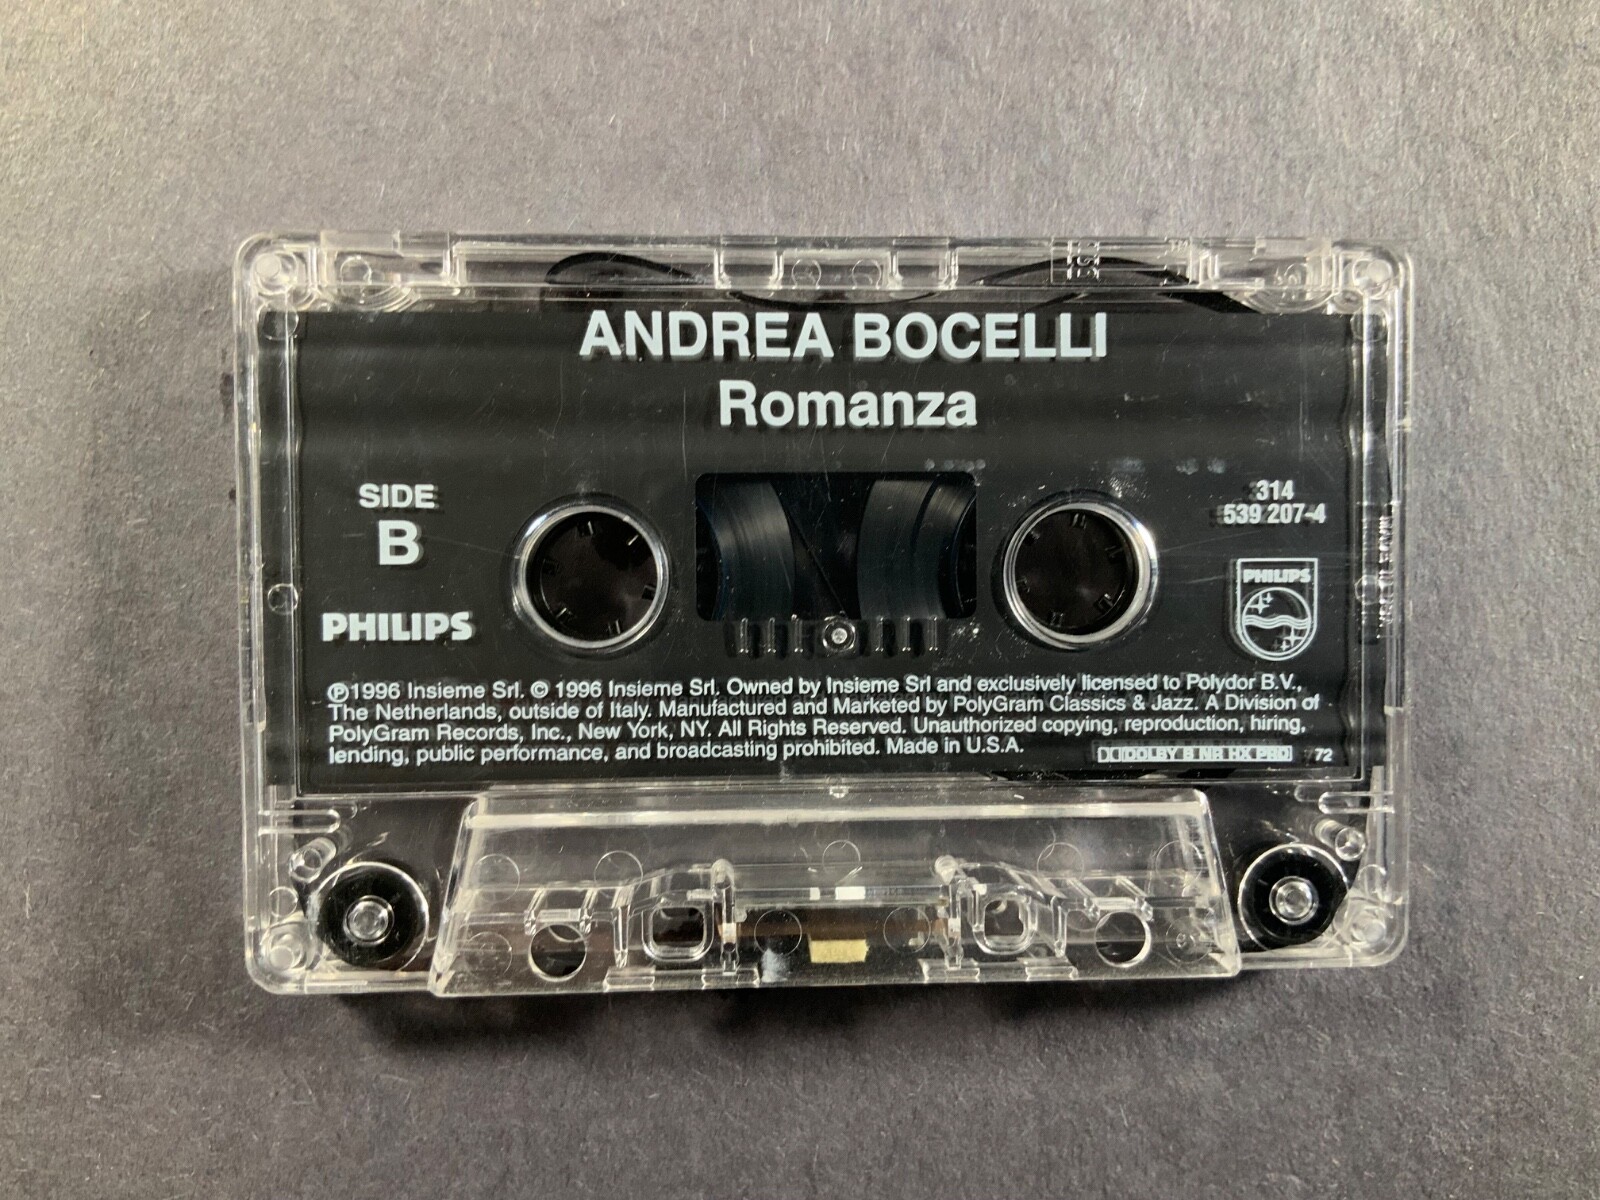 ANDREA BOCELLI
Romanza
SIDE
B
PHILIPS
314
539 207-4
PHILIPS
℗1996 Insieme Srl. © 1996 Insieme Srl. Owned by Insieme Srl and exclusively licensed to Polydor B.V.,
The Netherlands, outside of Italy. Manufactured and Marketed by PolyGram Classics & Jazz. A Division of
PolyGram Records, Inc., New York, NY. All Rights Reserved. Unauthorized copying, reproduction, hiring,
lending, public performance, and broadcasting prohibited. Made in U.S.A.
DOLBY B NR HX PRO
72